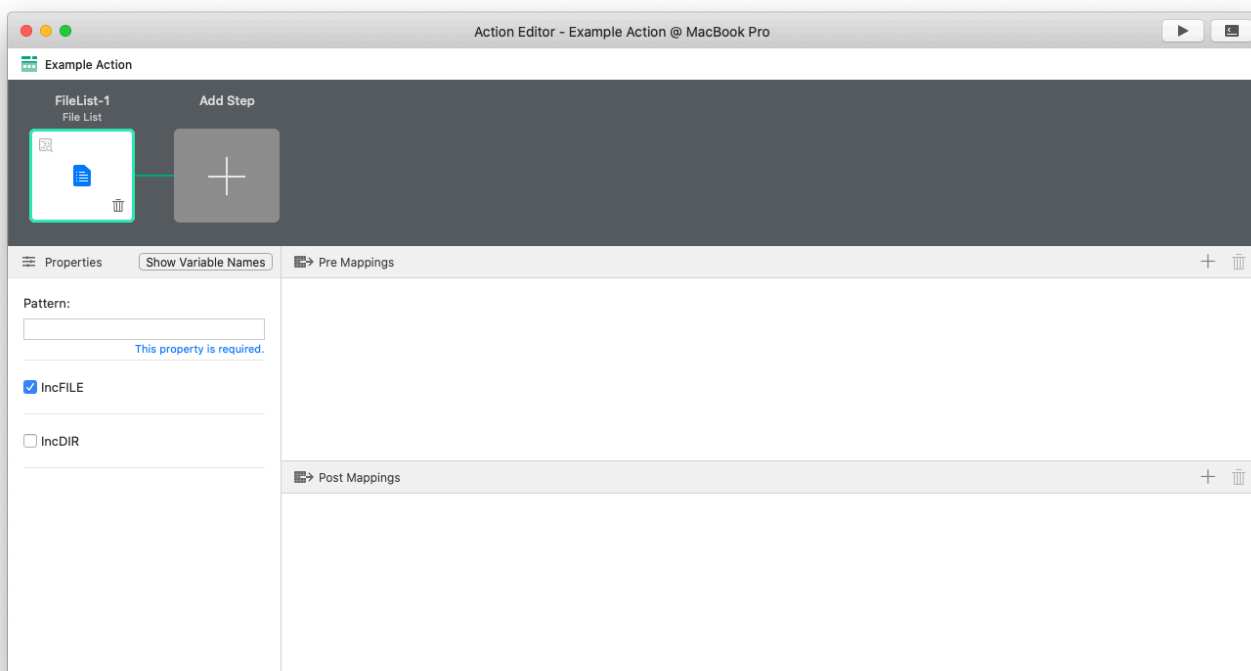 Action Editor - Example Action @ MacBook Pro
Example Action
FileList-1
File List
Add Step
Properties
Show Variable Names
Pre Mappings
Pattern:
This property is required.
IncFILE
IncDIR
Post Mappings